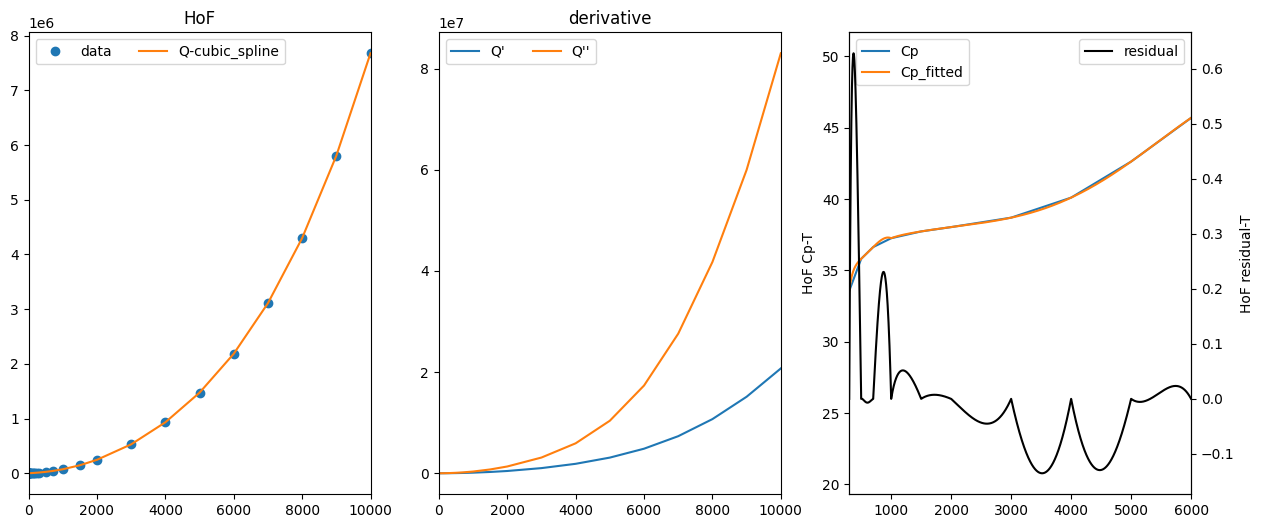 HoF
1e6
data
Q-cubic_spline
8
7
6
5
4
3
2
1
0
0 2000 4000 6000 8000 10000
derivative
1e7
Q'
Q''
8
6
4
2
0
0 2000 4000 6000 8000 10000
Cp
Cp_fitted
residual
HoF Cp-T
50
45
40
35
30
25
20
1000 2000 3000 4000 5000 6000
0.6
0.5
0.4
0.3
0.2
0.1
0.0
−0.1
HoF residual-T